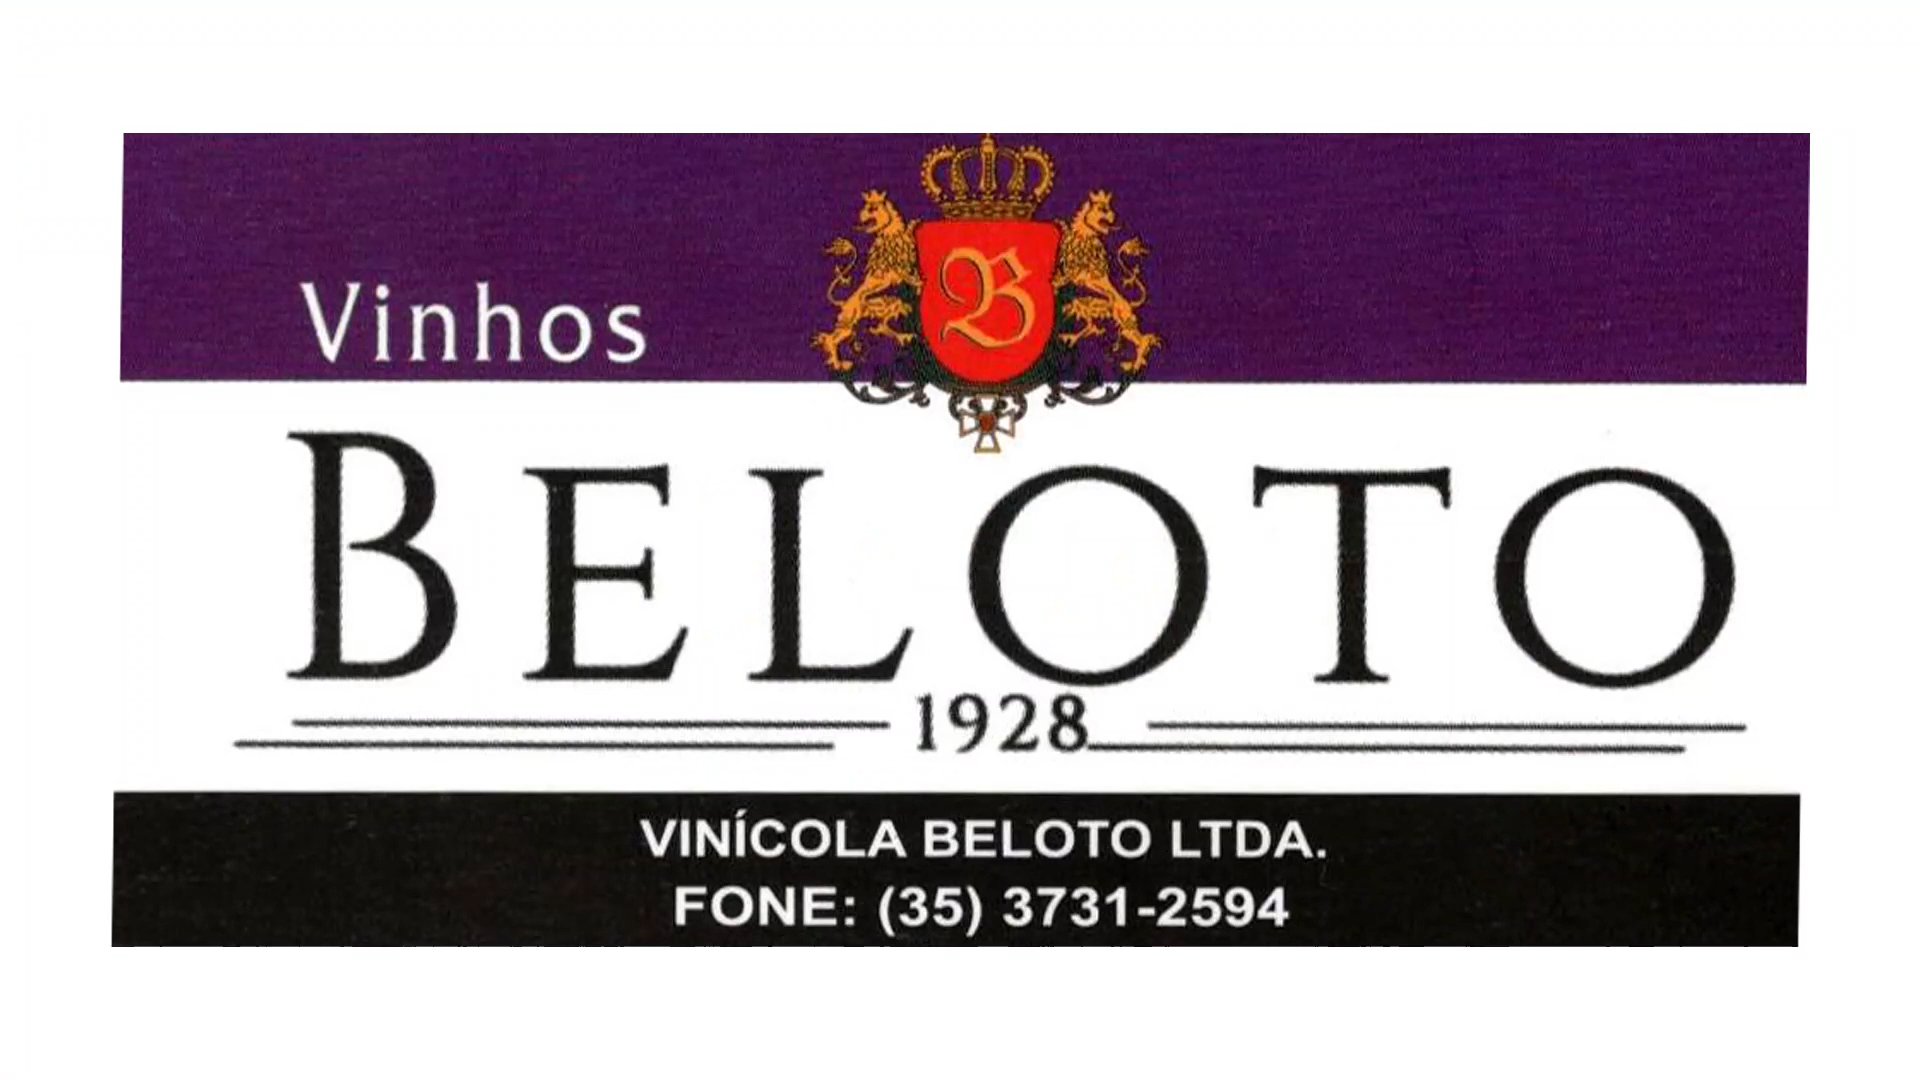 Vinhos
B
BELOTO
1928
VINÍCOLA BELOTO LTDA.
FONE: (35) 3731-2594